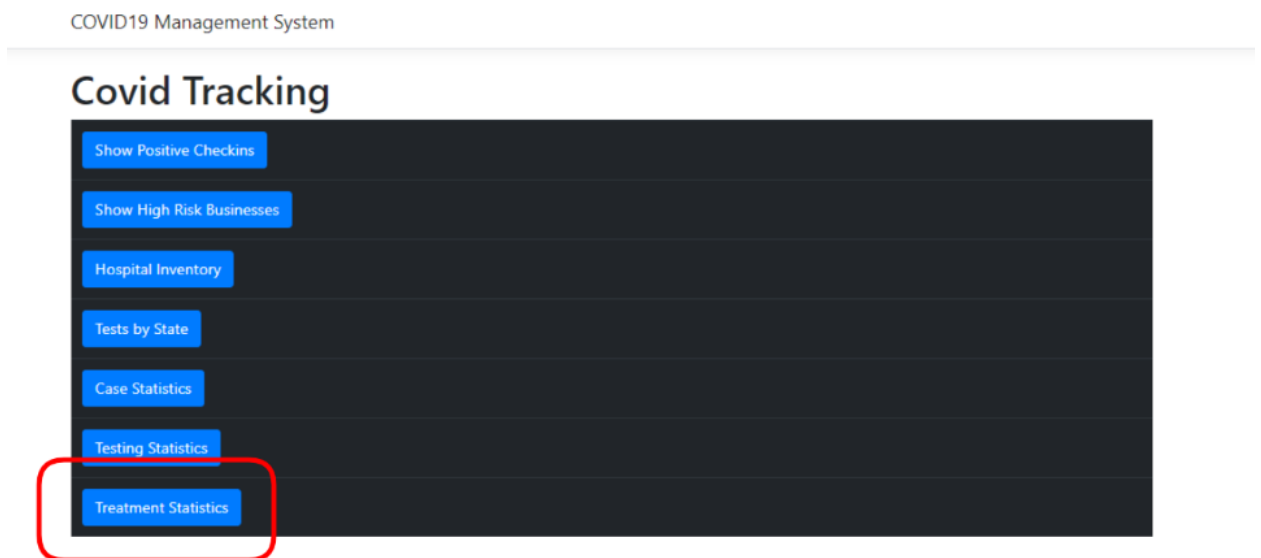 COVID19 Management System
Covid Tracking
Show Positive Checkins
Show High Risk Businesses
Hospital Inventory
Tests by State
Case Statistics
Testing Statistics
Treatment Statistics